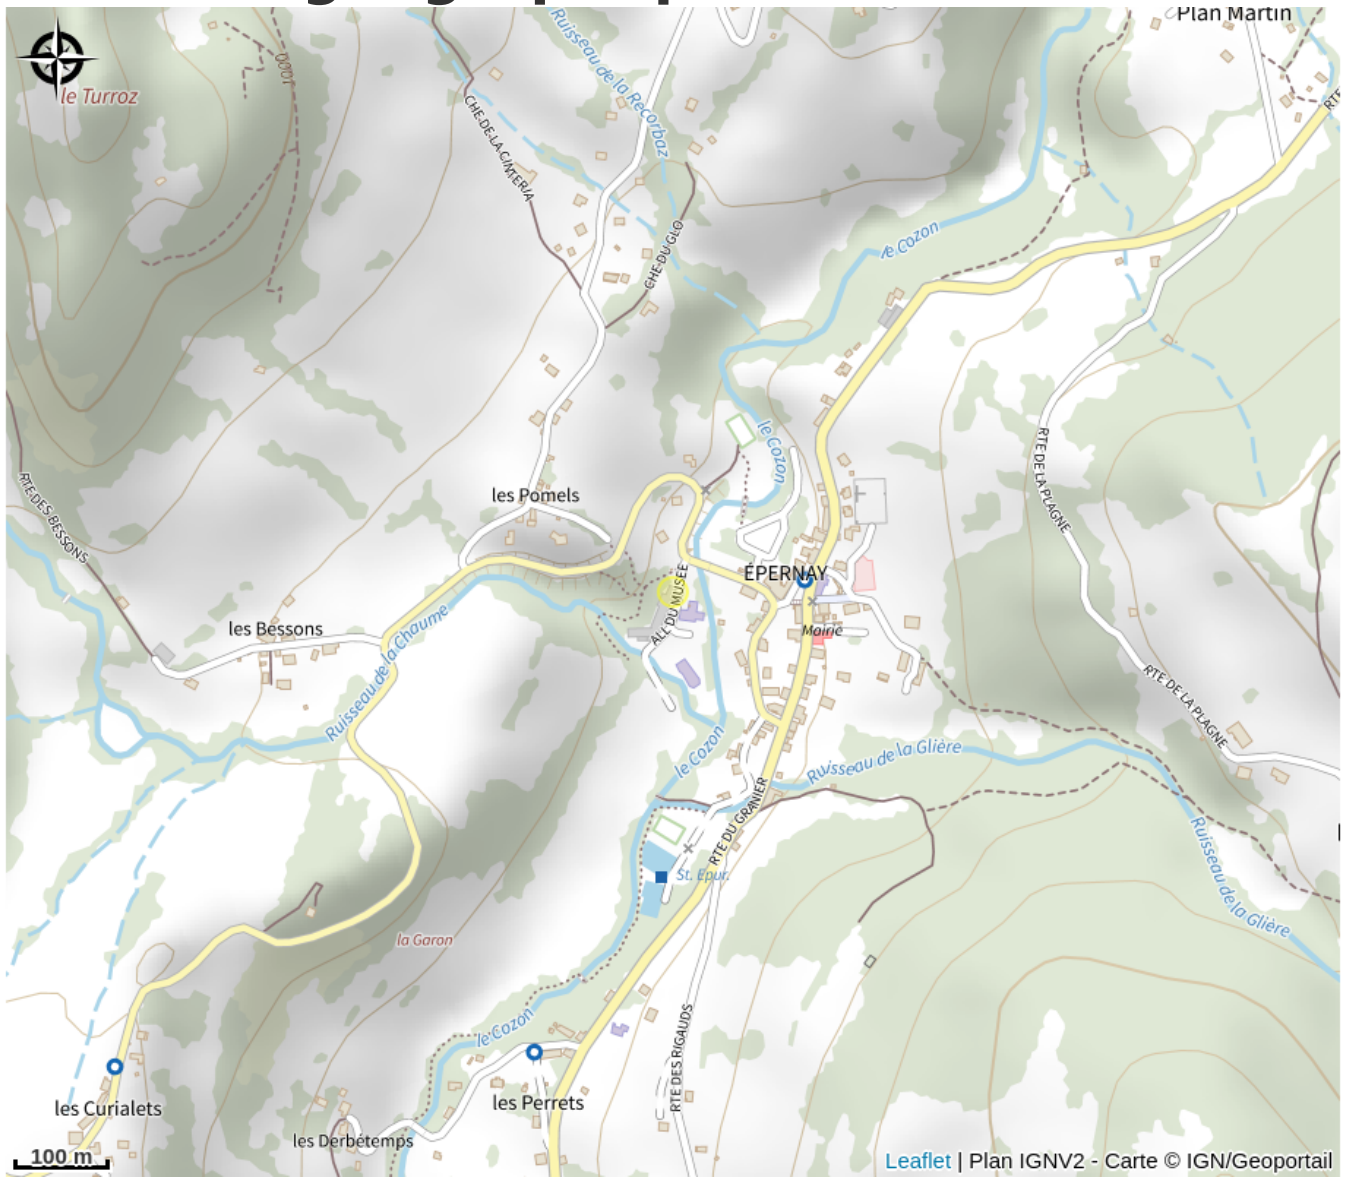 Plan Martin
Ruisseau de la Recorbaz
1000
le Turroz
CHE DE LA CINTERIA
RTE
le Cozon
CHE DU GLO
le Cozon
RTE DE LA PLAGNE
RTE DES BESSONS
les Pomels
ÉPERNAY
ALL DU MUSÉE
les Bessons
Mairie
Ruisseau de la Chaume
RTE DE LA PLAGNE
le Cozon
Ruisseau de la Glière
RTE DU GRANIER
St. Epur.
Ruisseau de la Glière
la Garon
le Cozon
RTE DES RIGAUDS
les Perrets
les Curialets
les Derbétemps
100 m
Leaflet | Plan IGNV2 - Carte © IGN/Geoportail